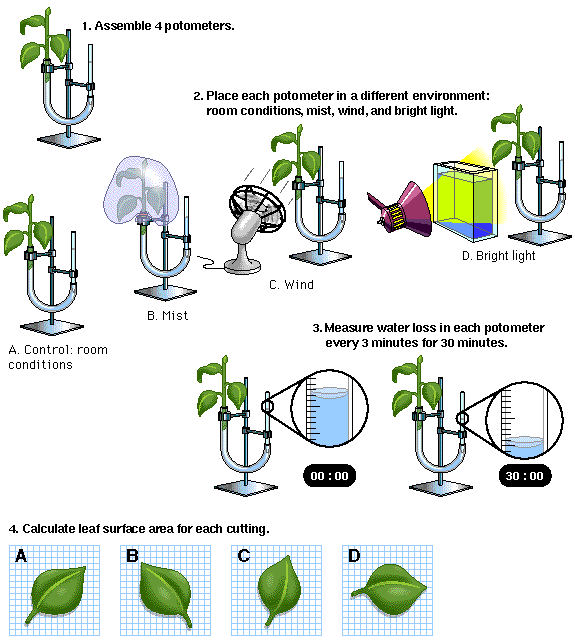 1. Assemble 4 potometers.
2. Place each potometer in a different environment:
room conditions, mist, wind, and bright light.
D. Bright light
C. Wind
B. Mist
A. Control: room
conditions
3. Measure water loss in each potometer
every 3 minutes for 30 minutes.
00 : 00
30 : 00
4. Calculate leaf surface area for each cutting.
A
B
C
D